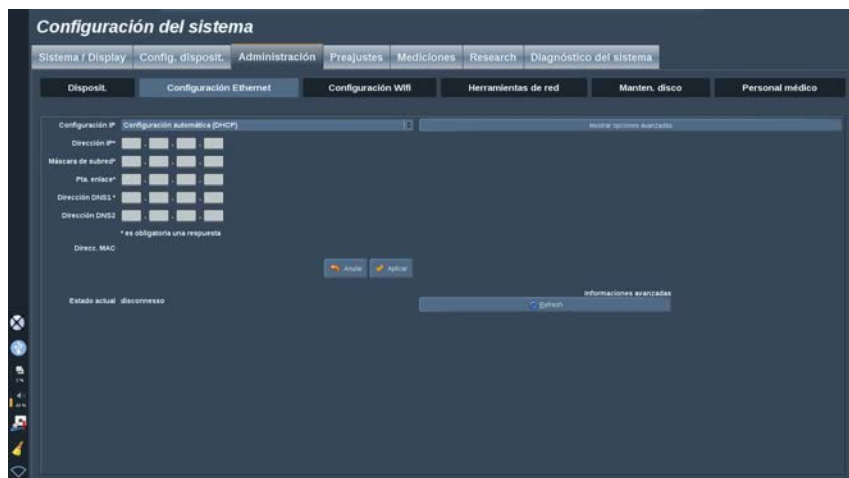 Configuración del sistema
Sistema / Display Config. disposit. Administración Preajustes Mediciones Research Diagnóstico del sistema
Disposit. Configuración Ethernet Configuración Wifi Herramientas de red Manten. disco Personal médico
Configuración IP Configuración automática (DHCP) Mostrar opciones avanzadas
Dirección IP*
Máscara de subred*
Pta. enlace*
Dirección DNS1 *
Dirección DNS2
* es obligatoria una respuesta
Direcc. MAC
Anular Aplicar
Informaciones avanzadas
Estado actual disconnesso
Refresh